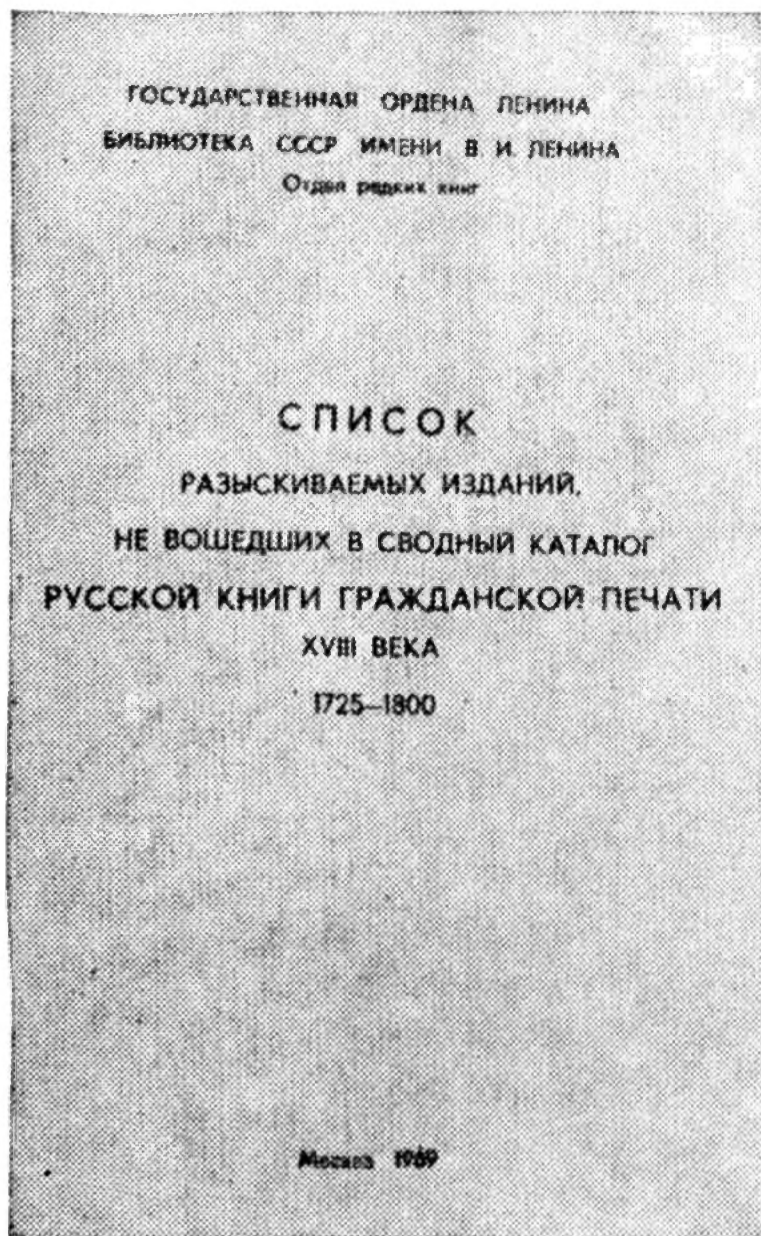 ГОСУДАРСТВЕННАЯ ОРДЕНА ЛЕНИНА
БИБЛИОТЕКА СССР ИМЕНИ В. И. ЛЕНИНА
Отдел редких книг
СПИСОК
РАЗЫСКИВАЕМЫХ ИЗДАНИЙ,
НЕ ВОШЕДШИХ В СВОДНЫЙ КАТАЛОГ
РУССКОЙ КНИГИ ГРАЖДАНСКОЙ ПЕЧАТИ
XVIII ВЕКА
1725—1800
Москва 1969